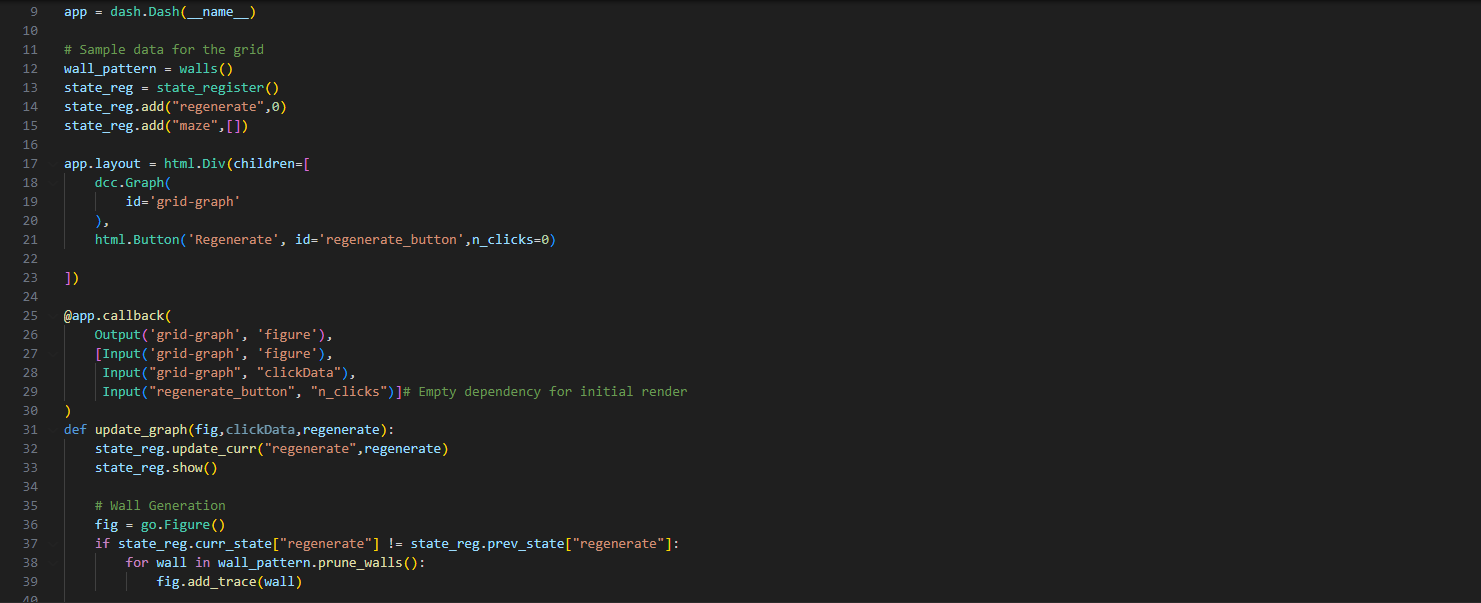 9 app = dash.Dash(__name__)
10
11 # Sample data for the grid
12 wall_pattern = walls()
13 state_reg = state_register()
14 state_reg.add("regenerate",0)
15 state_reg.add("maze",[])
16
17 app.layout = html.Div(children=[
18     dcc.Graph(
19         id='grid-graph'
20     ),
21     html.Button('Regenerate', id='regenerate_button',n_clicks=0)
22
23 ])
24
25 @app.callback(
26     Output('grid-graph', 'figure'),
27     [Input('grid-graph', 'figure'),
28      Input("grid-graph", "clickData"),
29      Input("regenerate_button", "n_clicks")]# Empty dependency for initial render
30 )
31 def update_graph(fig,clickData,regenerate):
32     state_reg.update_curr("regenerate",regenerate)
33     state_reg.show()
34
35     # Wall Generation
36     fig = go.Figure()
37     if state_reg.curr_state["regenerate"] != state_reg.prev_state["regenerate"]:
38         for wall in wall_pattern.prune_walls():
39             fig.add_trace(wall)
40